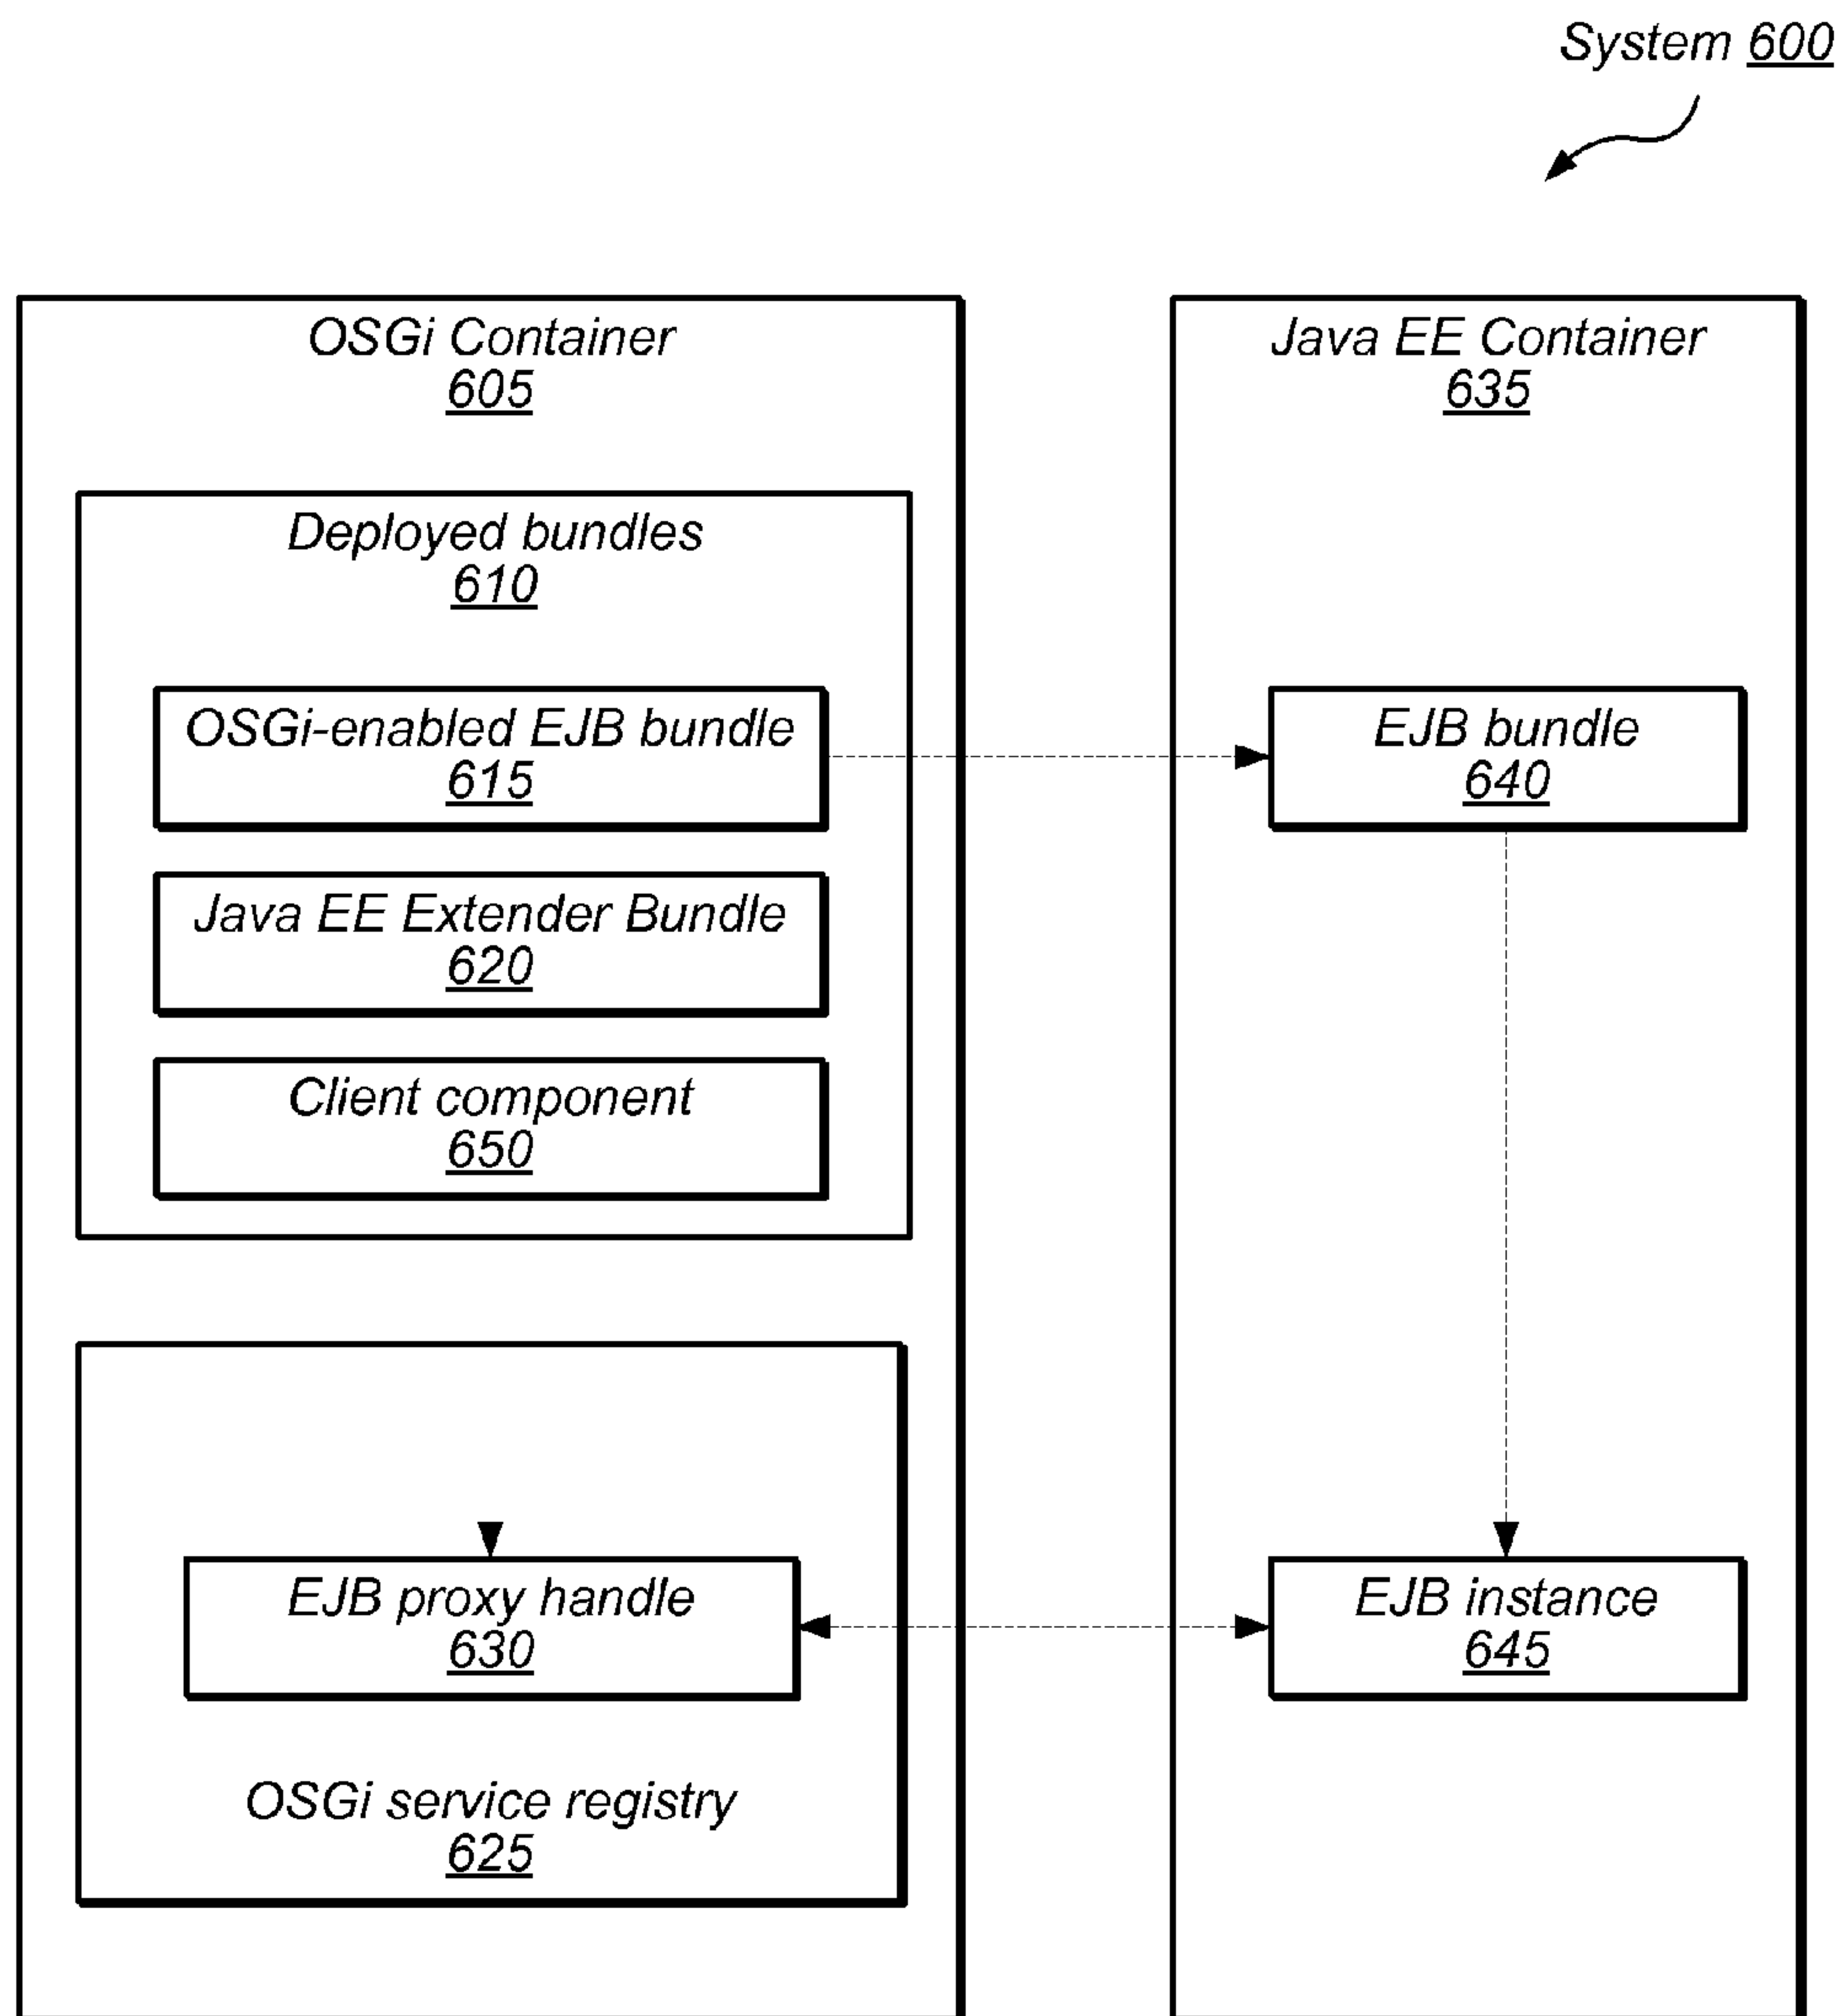 System 600
OSGi Container
605
Deployed bundles
610
OSGi-enabled EJB bundle
615
Java EE Extender Bundle
620
Client component
650
EJB proxy handle
630
OSGi service registry
625
Java EE Container
635
EJB bundle
640
EJB instance
645